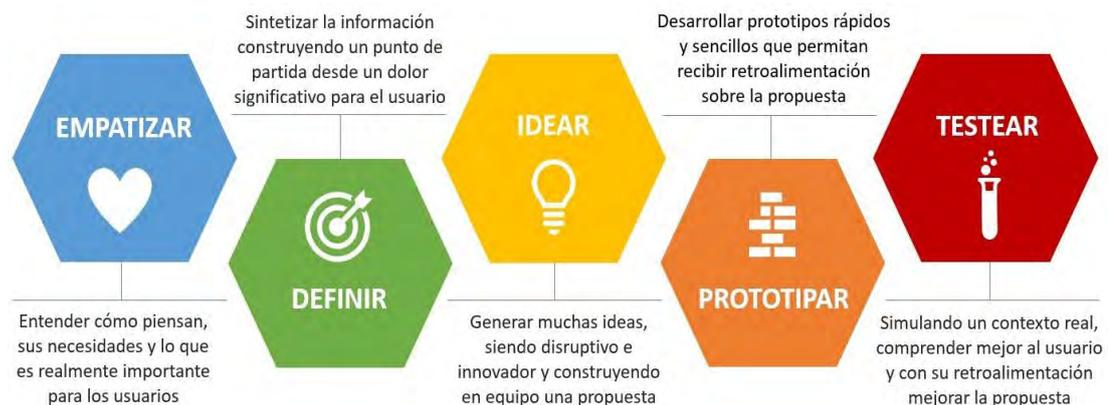 EMPATIZAR
Entender cómo piensan,
sus necesidades y lo que
es realmente importante
para los usuarios
Sintetizar la información
construyendo un punto de
partida desde un dolor
significativo para el usuario
DEFINIR
IDEAR
Generar muchas ideas,
siendo disruptivo e
innovador y construyendo
en equipo una propuesta
Desarrollar prototipos rápidos
y sencillos que permitan
recibir retroalimentación
sobre la propuesta
PROTOTIPAR
TESTEAR
Simulando un contexto real,
comprender mejor al usuario
y con su retroalimentación
mejorar la propuesta